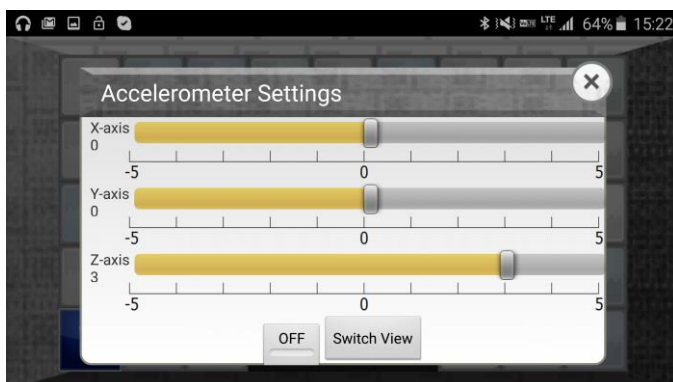 LTE 64% 15:22
Accelerometer Settings
X-axis
0
-5 0 5
Y-axis
0
-5 0 5
Z-axis
3
-5 0 5
OFF Switch View